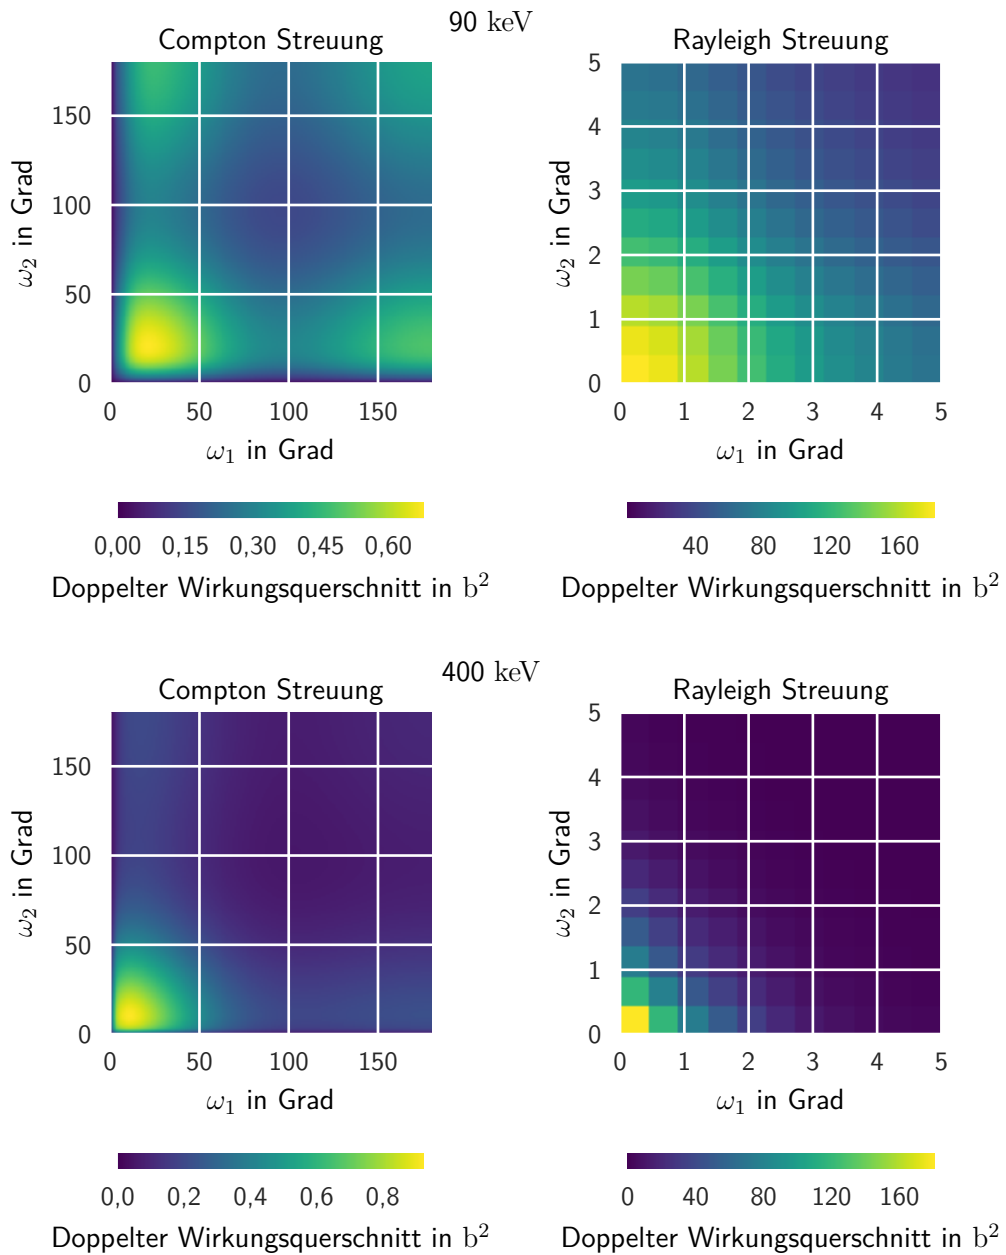 90 keV
Compton Streuung
Rayleigh Streuung
150
100
50
0
ω₂ in Grad
0 50 100 150
ω₁ in Grad
5
4
3
2
1
0
ω₂ in Grad
0 1 2 3 4 5
ω₁ in Grad
0,00 0,15 0,30 0,45 0,60
Doppelter Wirkungsquerschnitt in b²
40 80 120 160
Doppelter Wirkungsquerschnitt in b²
400 keV
Compton Streuung
Rayleigh Streuung
150
100
50
0
ω₂ in Grad
0 50 100 150
ω₁ in Grad
5
4
3
2
1
0
ω₂ in Grad
0 1 2 3 4 5
ω₁ in Grad
0,0 0,2 0,4 0,6 0,8
Doppelter Wirkungsquerschnitt in b²
0 40 80 120 160
Doppelter Wirkungsquerschnitt in b²